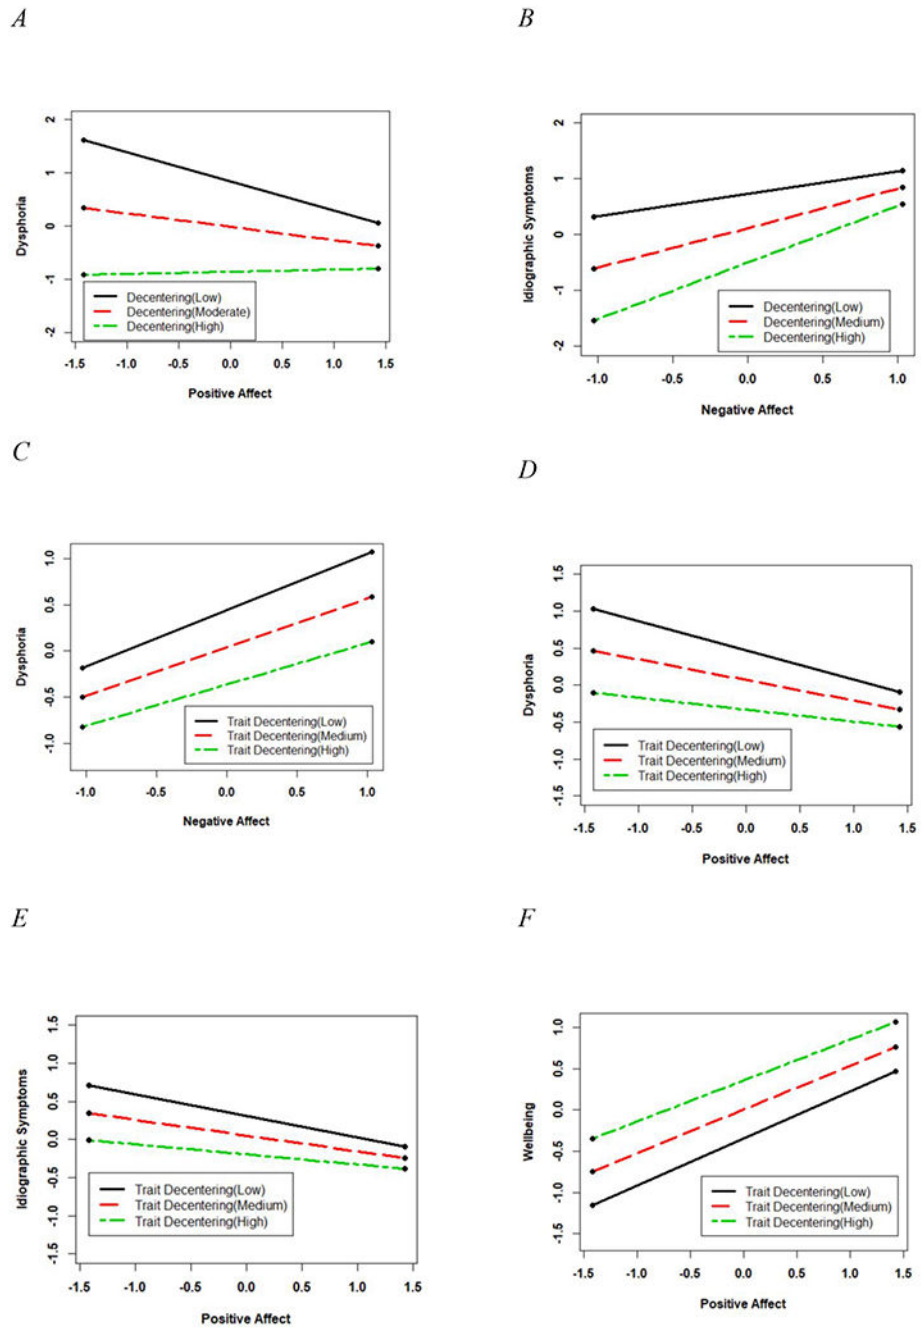 A
B
Dysphoria
2
1
0
-1
-2
Decentering(Low)
Decentering(Moderate)
Decentering(High)
-1.5 -1.0 -0.5 0.0 0.5 1.0 1.5
Positive Affect
Idiographic Symptoms
2
1
0
-1
-2
Decentering(Low)
Decentering(Medium)
Decentering(High)
-1.0 -0.5 0.0 0.5 1.0
Negative Affect
C
D
Dysphoria
1.0
0.5
0.0
-0.5
-1.0
Trait Decentering(Low)
Trait Decentering(Medium)
Trait Decentering(High)
-1.0 -0.5 0.0 0.5 1.0
Negative Affect
Dysphoria
1.5
1.0
0.5
0.0
-0.5
-1.0
-1.5
Trait Decentering(Low)
Trait Decentering(Medium)
Trait Decentering(High)
-1.5 -1.0 -0.5 0.0 0.5 1.0 1.5
Positive Affect
E
F
Idiographic Symptoms
1.5
1.0
0.5
0.0
-0.5
-1.0
-1.5
Trait Decentering(Low)
Trait Decentering(Medium)
Trait Decentering(High)
-1.5 -1.0 -0.5 0.0 0.5 1.0 1.5
Positive Affect
Wellbeing
1.0
0.5
0.0
-0.5
-1.0
-1.5
Trait Decentering(Low)
Trait Decentering(Medium)
Trait Decentering(High)
-1.5 -1.0 -0.5 0.0 0.5 1.0 1.5
Positive Affect